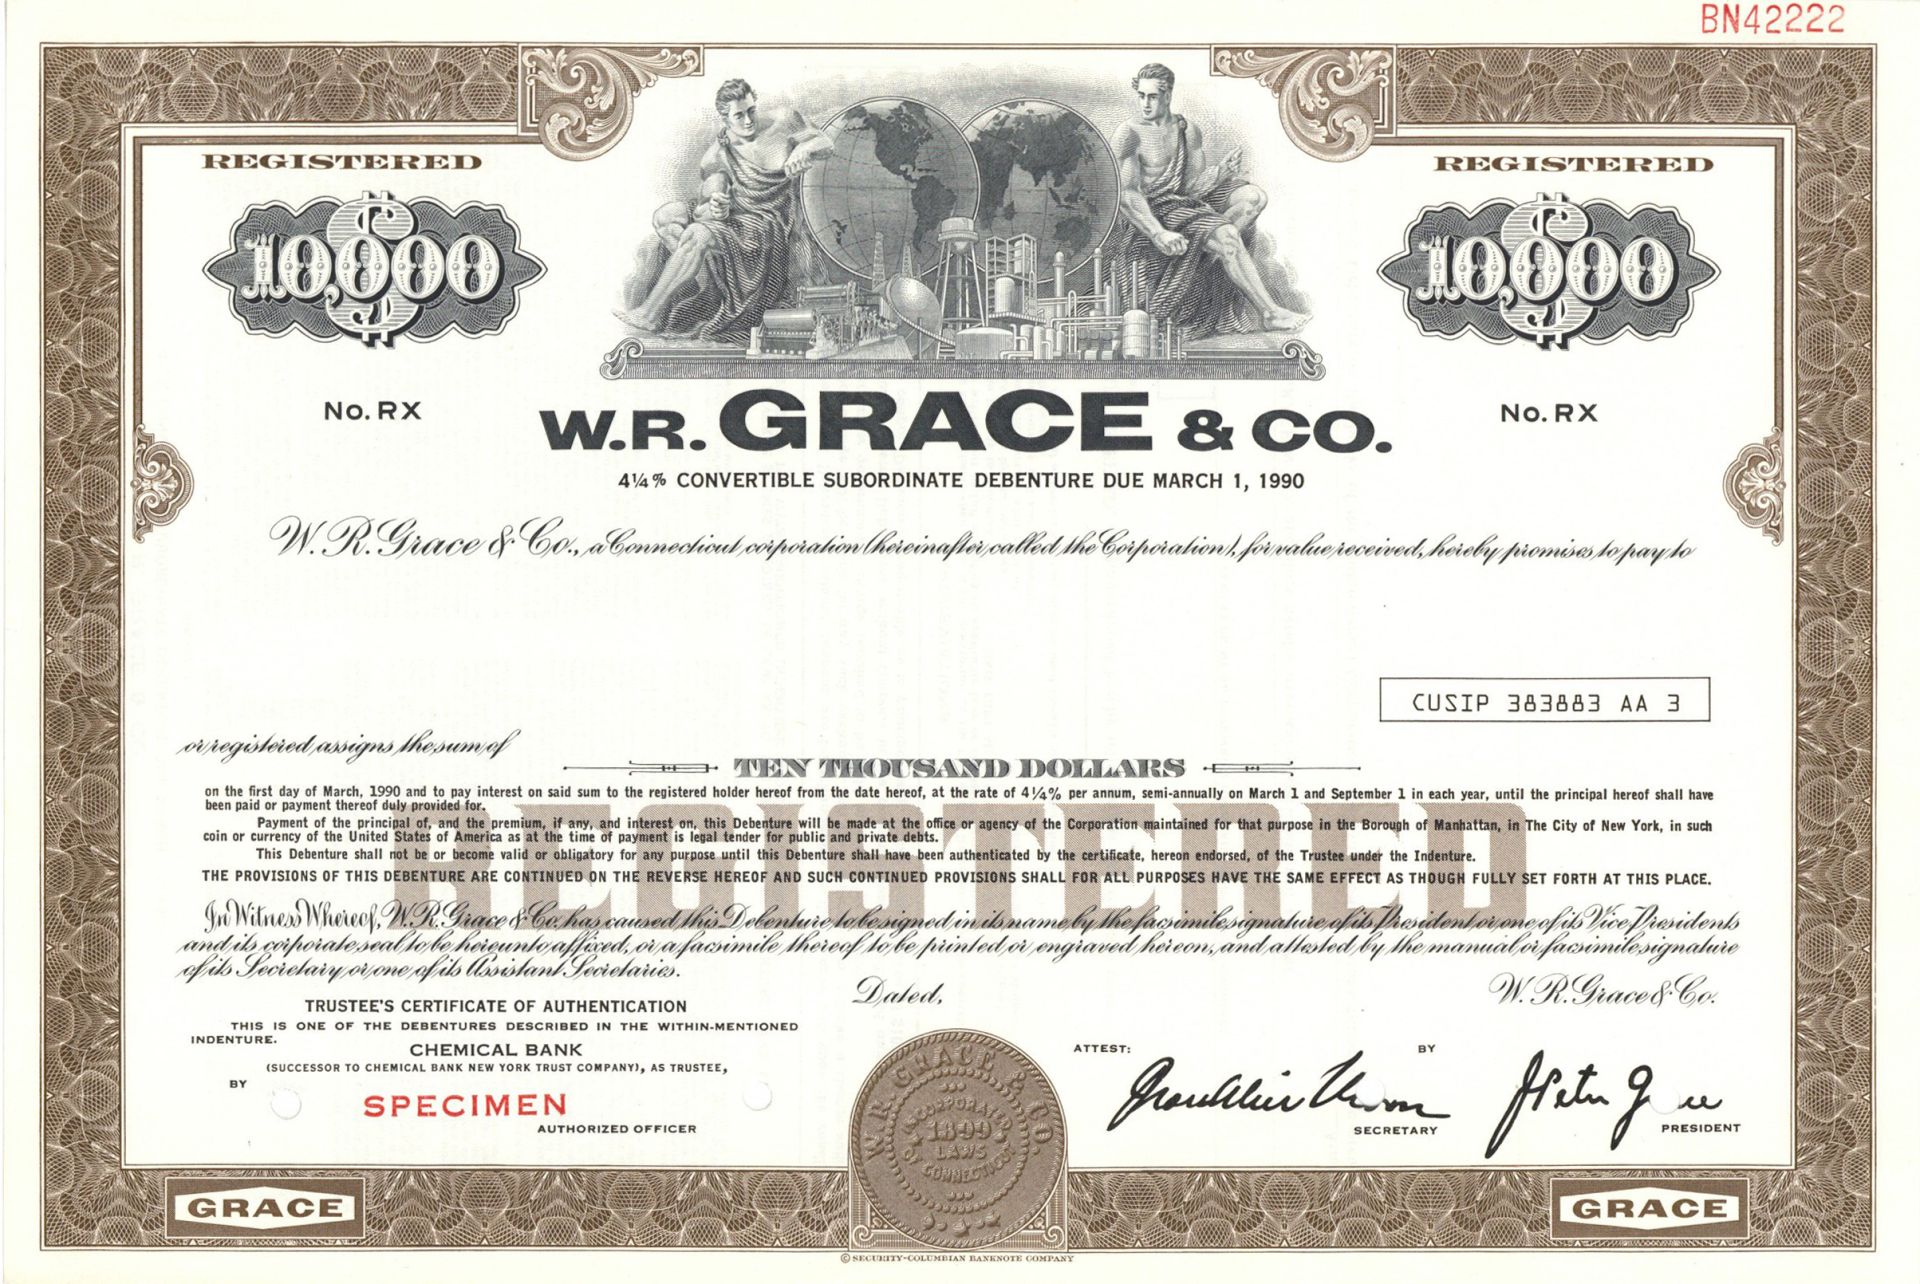 BN42222
REGISTERED
REGISTERED
$10,000
$10,000
No. RX
No. RX
W.R. GRACE & CO.
4¼% CONVERTIBLE SUBORDINATE DEBENTURE DUE MARCH 1, 1990
W. R. Grace & Co., a Connecticut corporation (hereinafter called the Corporation), for value received, hereby promises to pay to
CUSIP 383883 AA 3
or registered assigns the sum of
TEN THOUSAND DOLLARS
REGISTERED
on the first day of March, 1990 and to pay interest on said sum to the registered holder hereof from the date hereof, at the rate of 4¼% per annum, semi-annually on March 1 and September 1 in each year, until the principal hereof shall have
been paid or payment thereof duly provided for.
Payment of the principal of, and the premium, if any, and interest on, this Debenture will be made at the office or agency of the Corporation maintained for that purpose in the Borough of Manhattan, in The City of New York, in such
coin or currency of the United States of America as at the time of payment is legal tender for public and private debts.
This Debenture shall not be or become valid or obligatory for any purpose until this Debenture shall have been authenticated by the certificate, hereon endorsed, of the Trustee under the Indenture.
THE PROVISIONS OF THIS DEBENTURE ARE CONTINUED ON THE REVERSE HEREOF AND SUCH CONTINUED PROVISIONS SHALL FOR ALL PURPOSES HAVE THE SAME EFFECT AS THOUGH FULLY SET FORTH AT THIS PLACE.
In Witness Whereof, W. R. Grace & Co. has caused this Debenture to be signed in its name by the facsimile signature of its President or one of its Vice Presidents
and its corporate seal to be hereunto affixed, or a facsimile thereof to be printed or engraved hereon, and attested by the manual or facsimile signature
of its Secretary or one of its Assistant Secretaries.
Dated,
W. R. Grace & Co.
TRUSTEE'S CERTIFICATE OF AUTHENTICATION
THIS IS ONE OF THE DEBENTURES DESCRIBED IN THE WITHIN-MENTIONED
INDENTURE.
CHEMICAL BANK
(SUCCESSOR TO CHEMICAL BANK NEW YORK TRUST COMPANY), AS TRUSTEE,
BY
SPECIMEN
AUTHORIZED OFFICER
W. R. GRACE & CO.
INCORPORATED
1899
LAWS
OF CONNECTICUT
ATTEST:
SECRETARY
BY
J Peter Grace
PRESIDENT
GRACE
GRACE
© SECURITY-COLUMBIAN BANKNOTE COMPANY